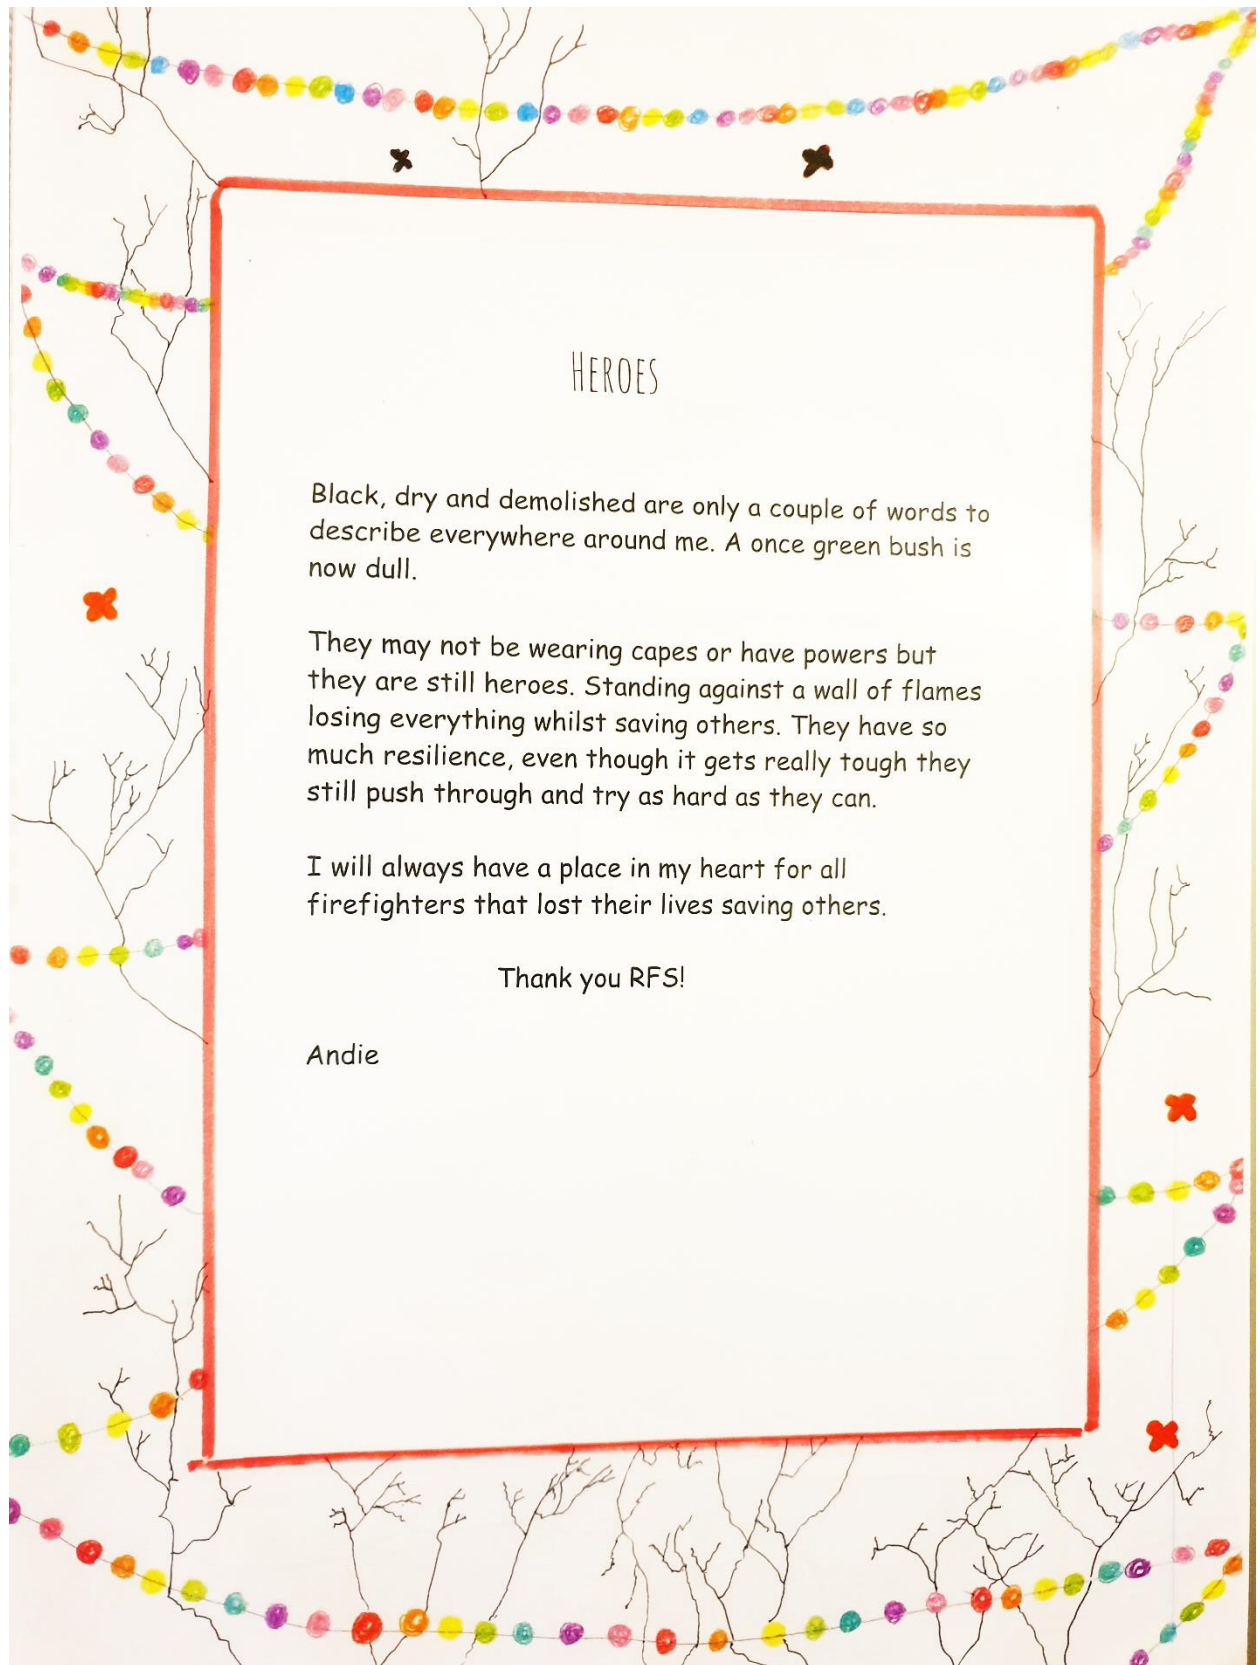 HEROES
Black, dry and demolished are only a couple of words to
describe everywhere around me. A once green bush is
now dull.
They may not be wearing capes or have powers but
they are still heroes. Standing against a wall of flames
losing everything whilst saving others. They have so
much resilience, even though it gets really tough they
still push through and try as hard as they can.
I will always have a place in my heart for all
firefighters that lost their lives saving others.
Thank you RFS!
Andie